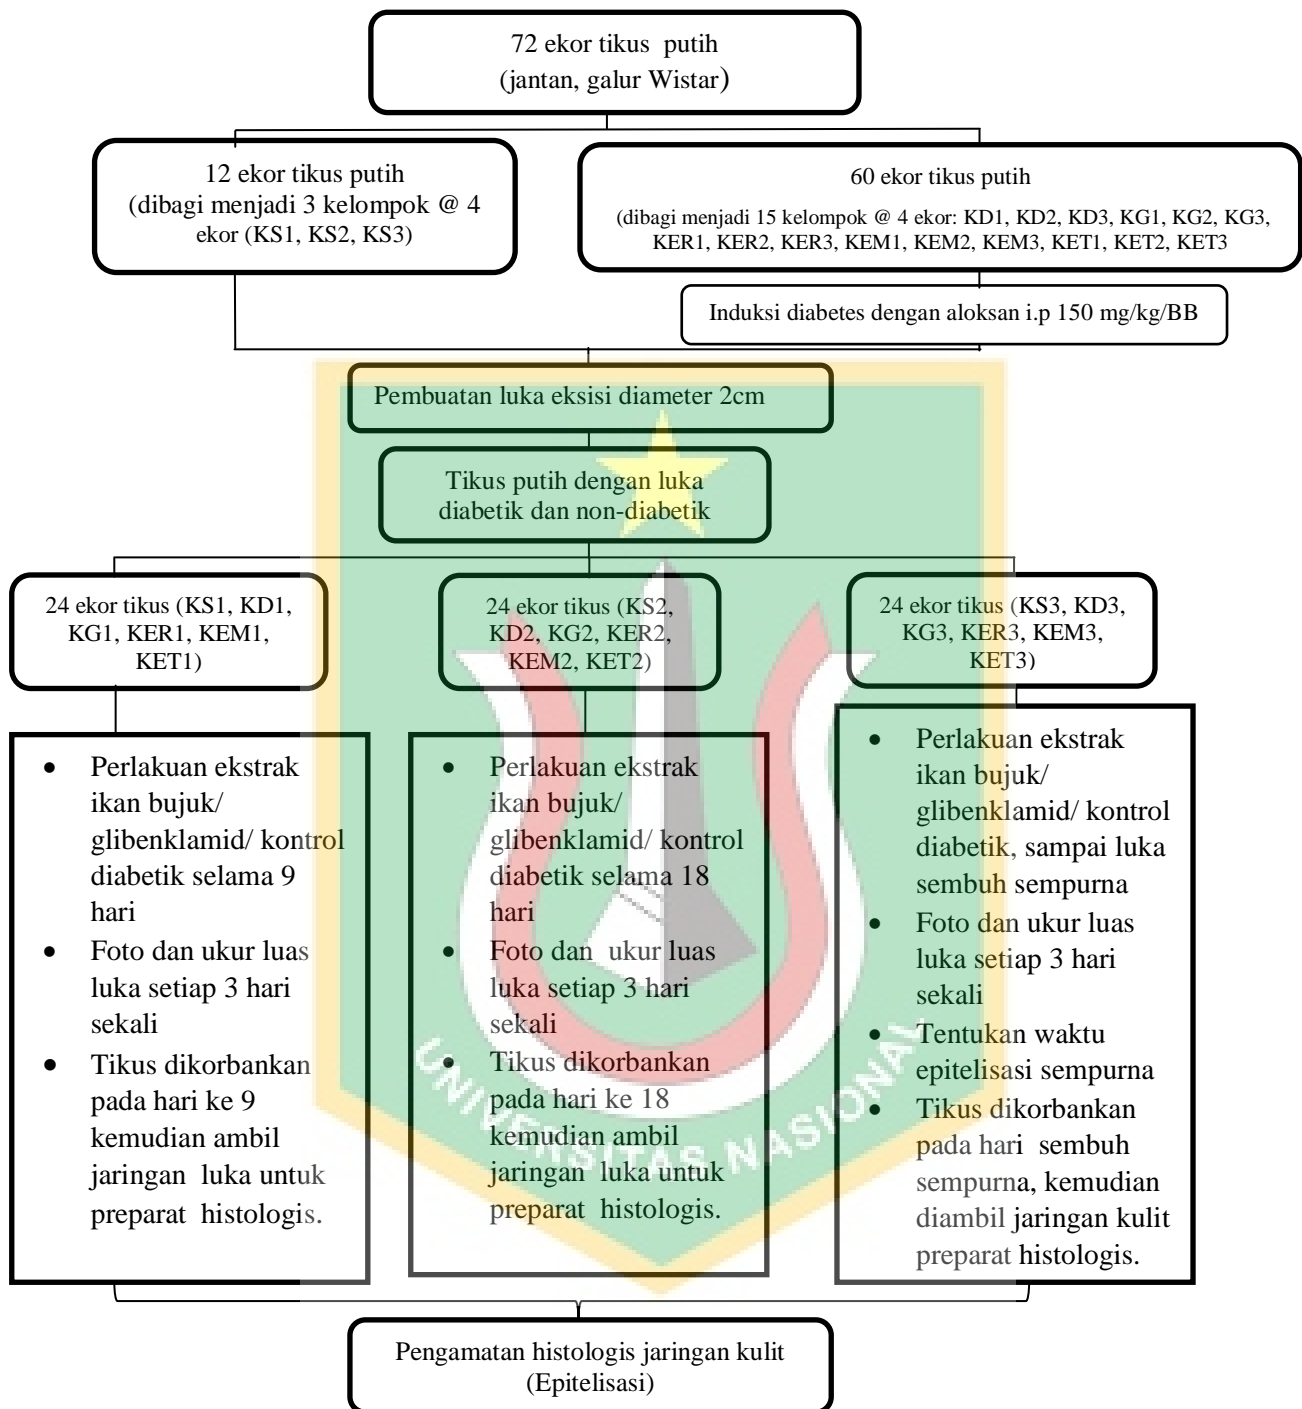 72 ekor tikus putih
(jantan, galur Wistar)
12 ekor tikus putih
(dibagi menjadi 3 kelompok @ 4
ekor (KS1, KS2, KS3)
60 ekor tikus putih
(dibagi menjadi 15 kelompok @ 4 ekor: KD1, KD2, KD3, KG1, KG2, KG3,
KER1, KER2, KER3, KEM1, KEM2, KEM3, KET1, KET2, KET3
Induksi diabetes dengan aloksan i.p 150 mg/kg/BB
Pembuatan luka eksisi diameter 2cm
Tikus putih dengan luka
diabetik dan non-diabetik
24 ekor tikus (KS1, KD1,
KG1, KER1, KEM1,
KET1)
24 ekor tikus (KS2,
KD2, KG2, KER2,
KEM2, KET2)
24 ekor tikus (KS3, KD3,
KG3, KER3, KEM3,
KET3)
• Perlakuan ekstrak
ikan bujuk/
glibenklamid/ kontrol
diabetik selama 9
hari
• Foto dan ukur luas
luka setiap 3 hari
sekali
• Tikus dikorbankan
pada hari ke 9
kemudian ambil
jaringan luka untuk
preparat histologis.
• Perlakuan ekstrak
ikan bujuk/
glibenklamid/ kontrol
diabetik selama 18
hari
• Foto dan ukur luas
luka setiap 3 hari
sekali
• Tikus dikorbankan
pada hari ke 18
kemudian ambil
jaringan luka untuk
preparat histologis.
• Perlakuan ekstrak
ikan bujuk/
glibenklamid/ kontrol
diabetik, sampai luka
sembuh sempurna
• Foto dan ukur luas
luka setiap 3 hari
sekali
• Tentukan waktu
epitelisasi sempurna
• Tikus dikorbankan
pada hari sembuh
sempurna, kemudian
diambil jaringan kulit
preparat histologis.
UNIVERSITAS NASIONAL
Pengamatan histologis jaringan kulit
(Epitelisasi)